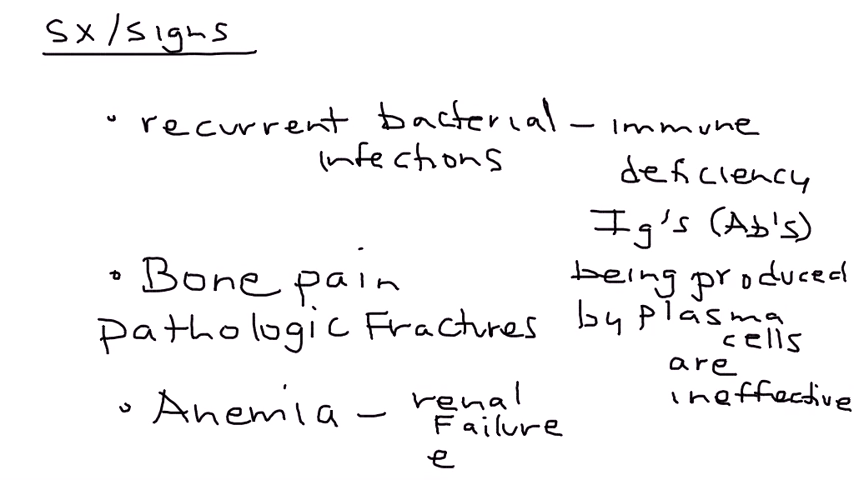 Sx/signs
• recurrent bacterial – immune
infections
deficiency
Ig's (Ab's)
• Bone pain
being produced
pathologic Fractures
by plasma
cells
are
ineffective
• Anemia – renal
Failure
e